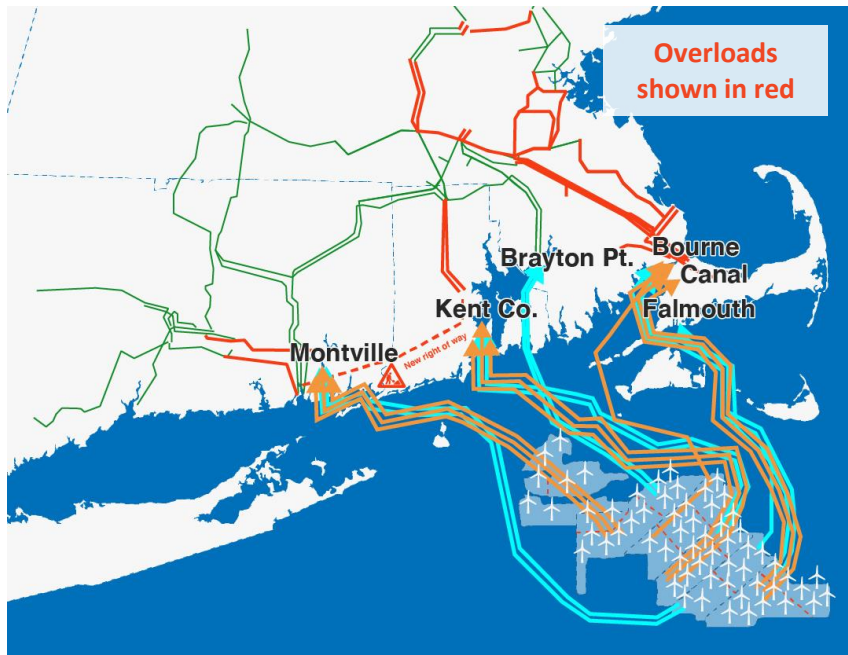 Overloads
shown in red
Bourne
Brayton Pt.
Canal
Kent Co.
Falmouth
Montville
New right of way